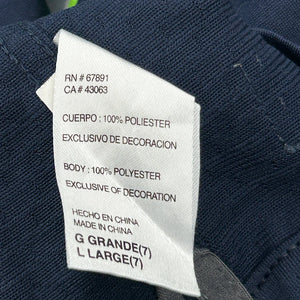 RN # 67891
CA # 43063
CUERPO : 100% POLIESTER
EXCLUSIVO DE DECORACIÓN
BODY : 100% POLYESTER
EXCLUSIVE OF DECORATION
HECHO EN CHINA
MADE IN CHINA
G GRANDE(7)
L LARGE(7)